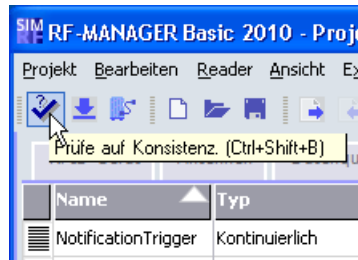 SIM RF-MANAGER Basic 2010 - Proj
Projekt Bearbeiten Reader Ansicht E
Prüfe auf Konsistenz. (Ctrl+Shift+B)
Name Typ
NotificationTrigger Kontinuierlich